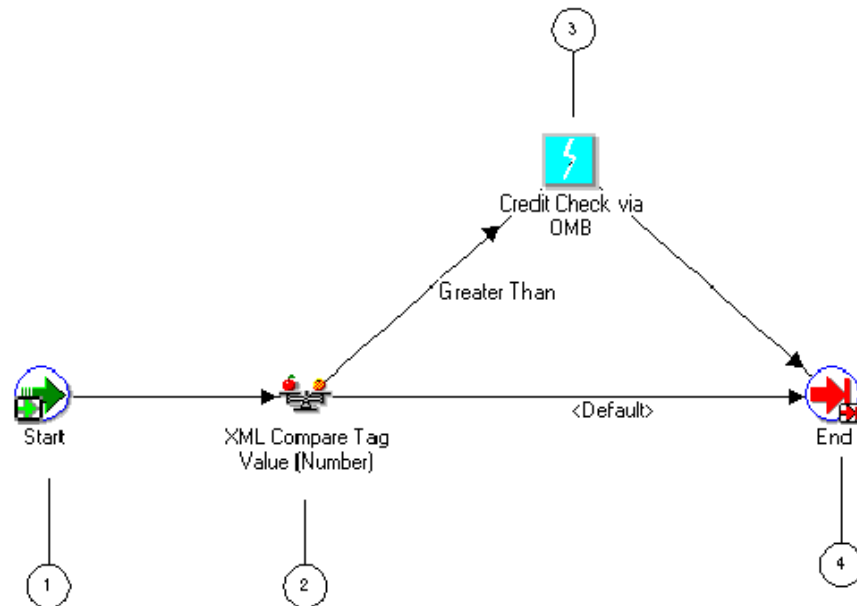 3
Credit Check via
OMB
Greater Than
<Default>
Start
XML Compare Tag
Value (Number)
End
1
2
4